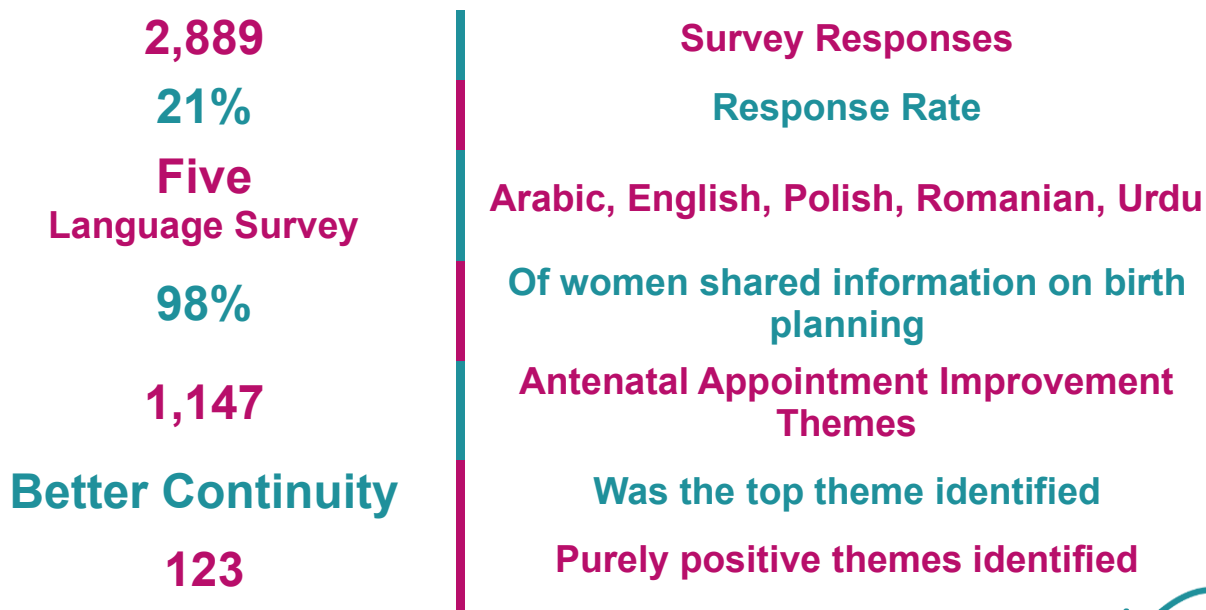 2,889
Survey Responses
21%
Response Rate
Five
Language Survey
Arabic, English, Polish, Romanian, Urdu
98%
Of women shared information on birth
planning
1,147
Antenatal Appointment Improvement
Themes
Better Continuity
Was the top theme identified
123
Purely positive themes identified